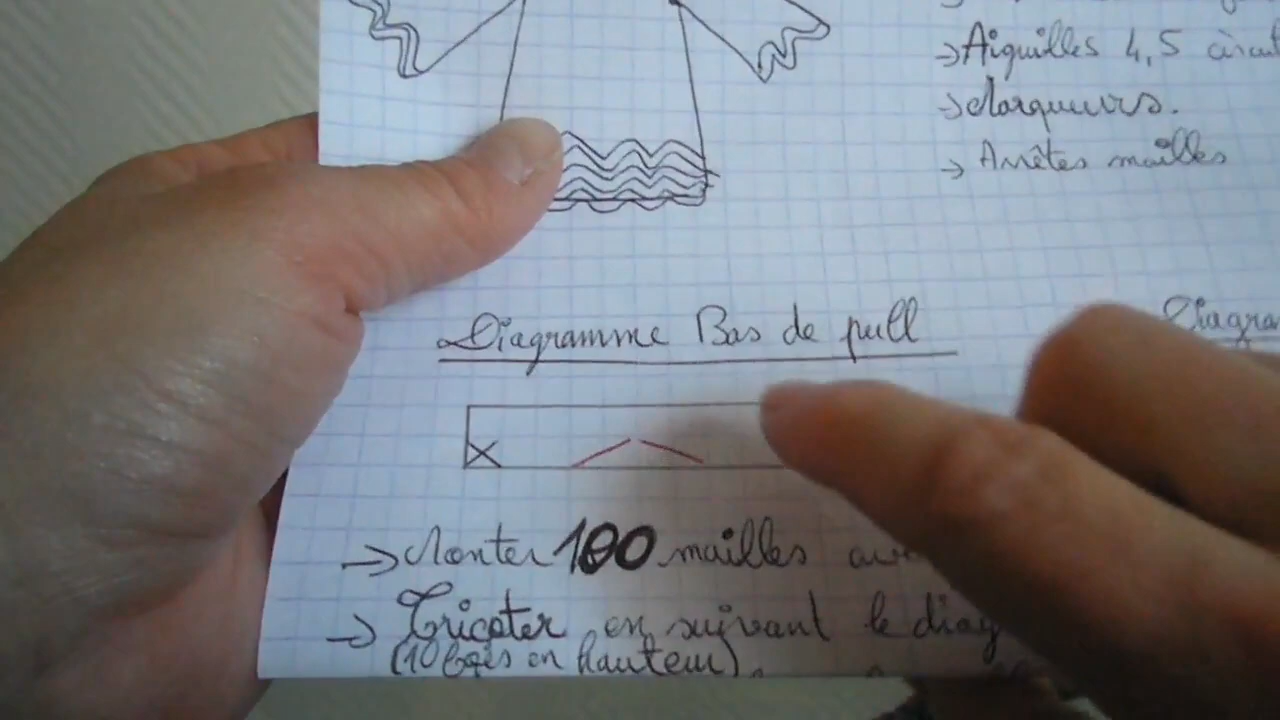 → Aiguilles 4,5
→ Marqueurs.
→ Arrêtes mailles
Diagramme Bas de pull
→ Monter 100 mailles
→ Tricoter en suivant le diag
(10 fois en hauteur).